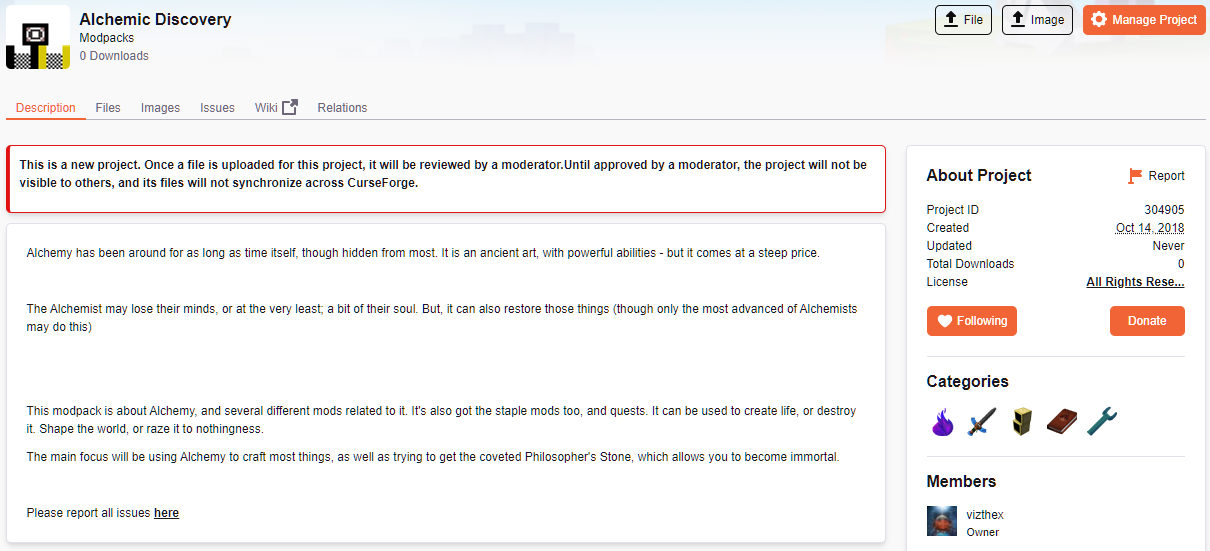 Alchemic Discovery
Modpacks
0 Downloads
File
Image
Manage Project
Description
Files
Images
Issues
Wiki
Relations
This is a new project. Once a file is uploaded for this project, it will be reviewed by a moderator.Until approved by a moderator, the project will not be
visible to others, and its files will not synchronize across CurseForge.
Alchemy has been around for as long as time itself, though hidden from most. It is an ancient art, with powerful abilities - but it comes at a steep price.
The Alchemist may lose their minds, or at the very least; a bit of their soul. But, it can also restore those things (though only the most advanced of Alchemists
may do this)
This modpack is about Alchemy, and several different mods related to it. It's also got the staple mods too, and quests. It can be used to create life, or destroy
it. Shape the world, or raze it to nothingness.
The main focus will be using Alchemy to craft most things, as well as trying to get the coveted Philosopher's Stone, which allows you to become immortal.
Please report all issues here
About Project
Report
Project ID 304905
Created Oct 14, 2018
Updated Never
Total Downloads 0
License All Rights Rese...
Following
Donate
Categories
Members
vizthex
Owner